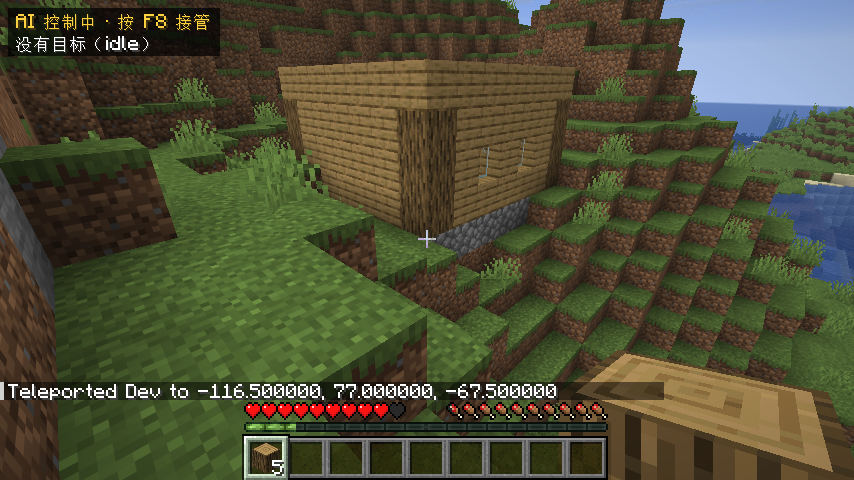 AI 控制中 · 按 F8 接管
没有目标（idle）
Teleported Dev to -116.500000, 77.000000, -67.500000
5